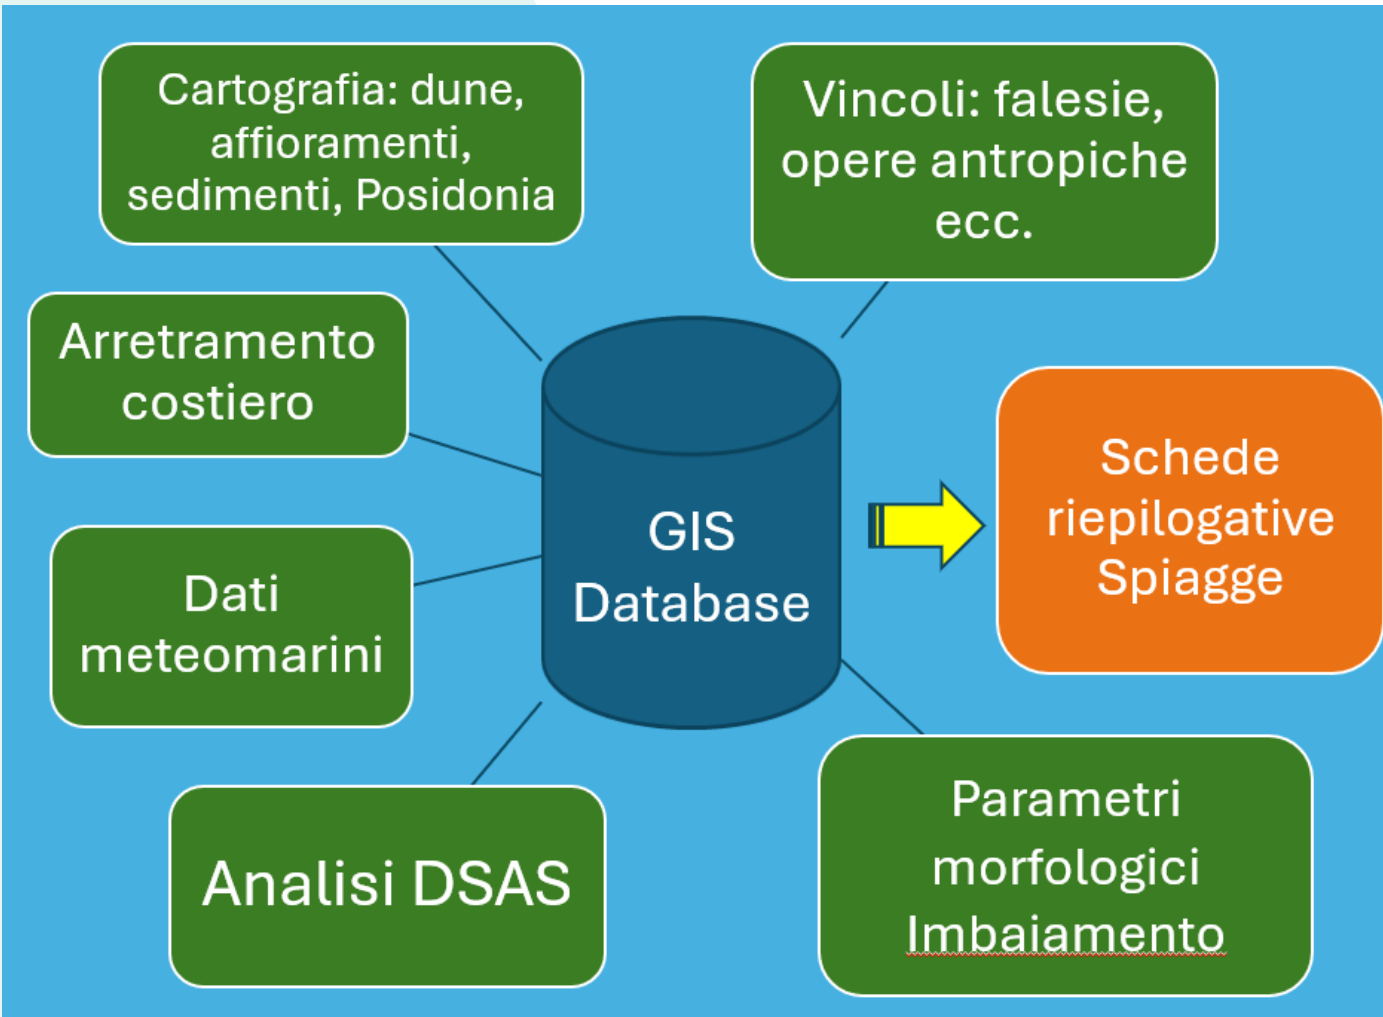 Cartografia: dune,
affioramenti,
sedimenti, Posidonia
Vincoli: falesie,
opere antropiche
ecc.
Arretramento
costiero
Schede
riepilogative
Spiagge
GIS
Database
Dati
meteomarini
Parametri
morfologici
Imbaiamento
Analisi DSAS